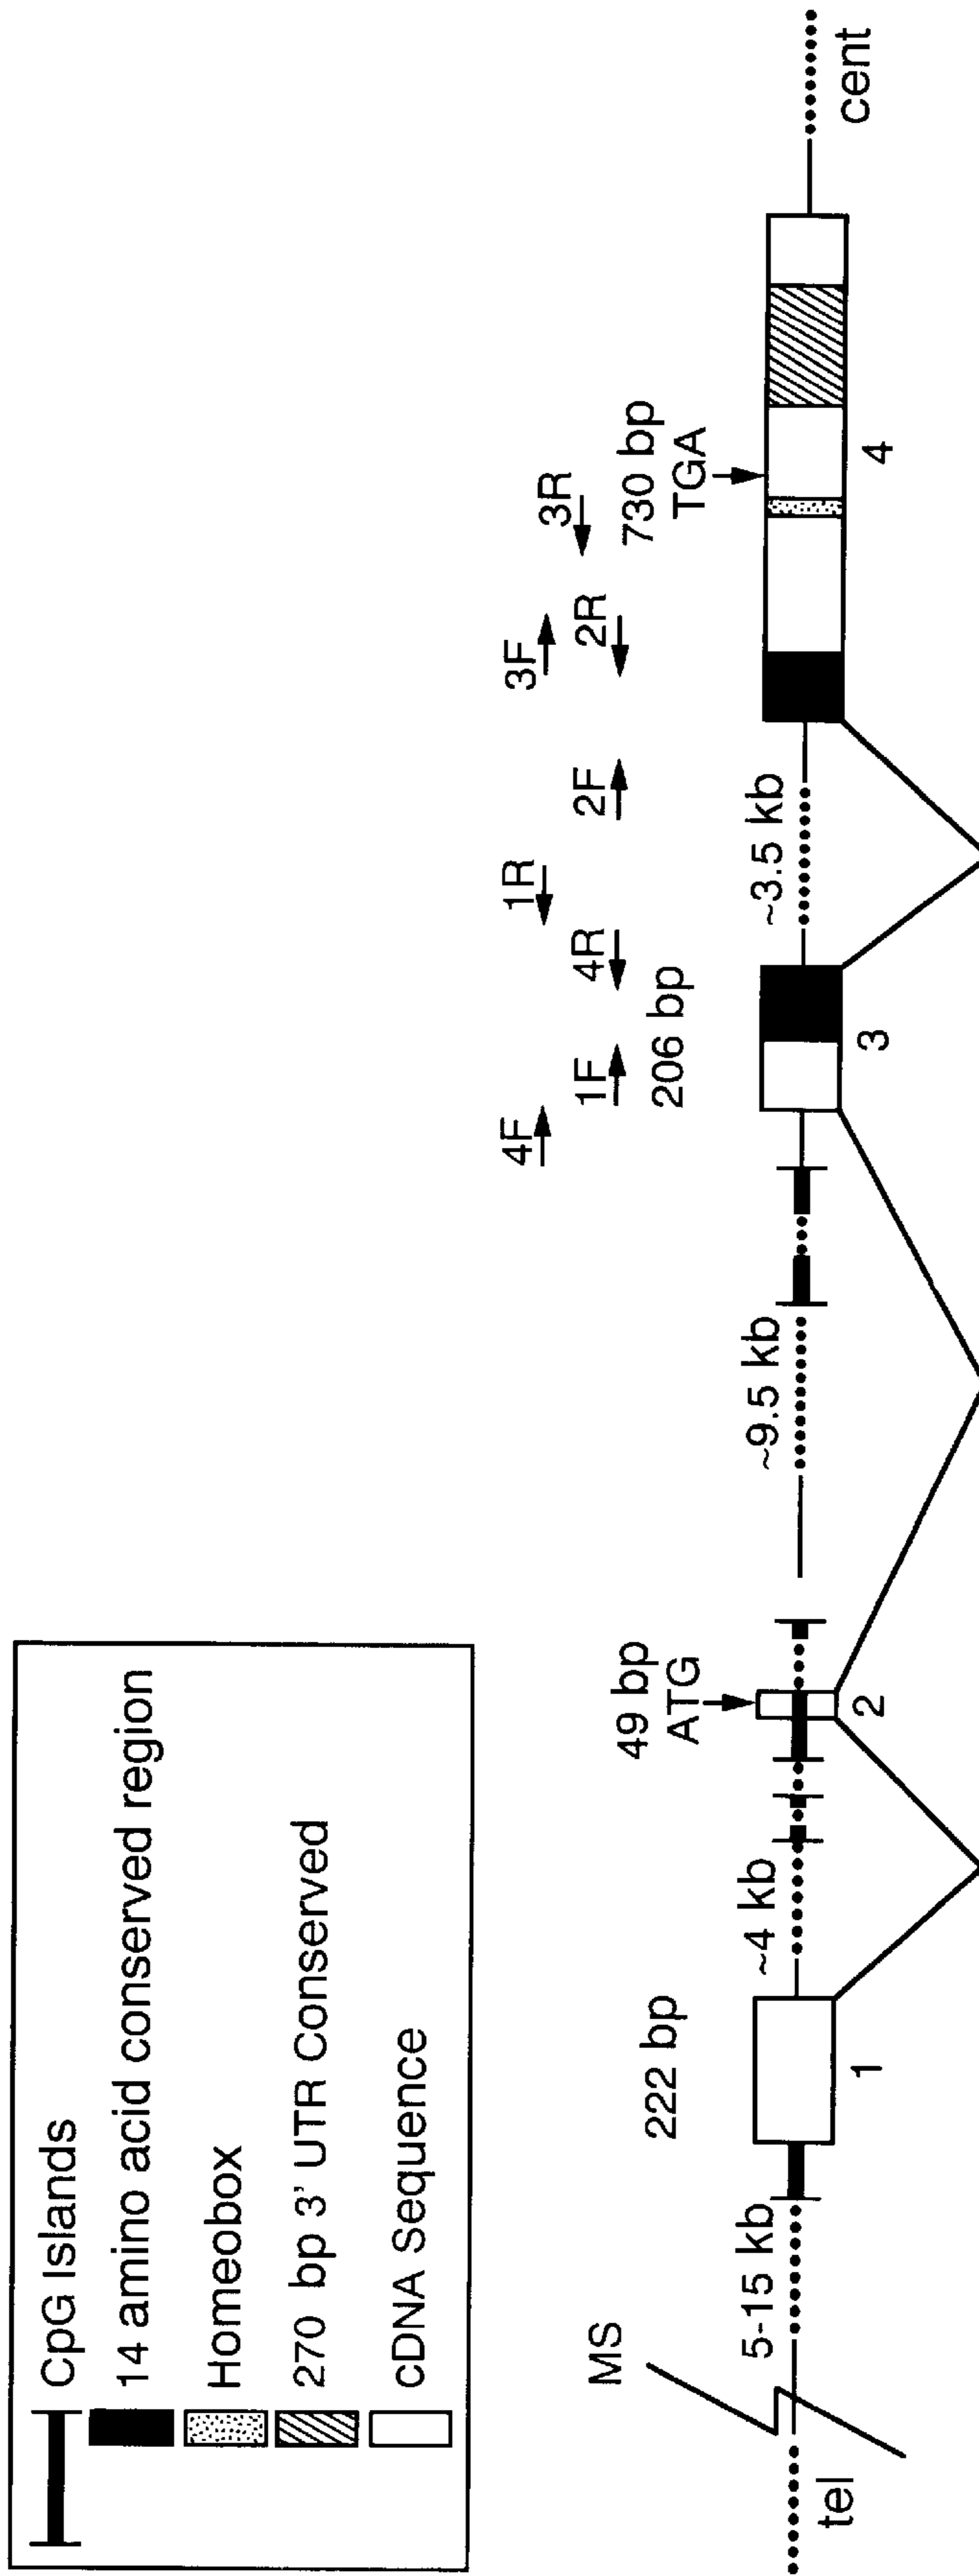 CpG Islands
14 amino acid conserved region
Homeobox
270 bp 3' UTR Conserved
cDNA Sequence
4F
1R
3F
1F
4R
2F
2R
3R
MS
222 bp
49 bp
ATG
206 bp
730 bp
TGA
5-15 kb
~4 kb
~9.5 kb
~3.5 kb
tel
1
2
3
4
cent